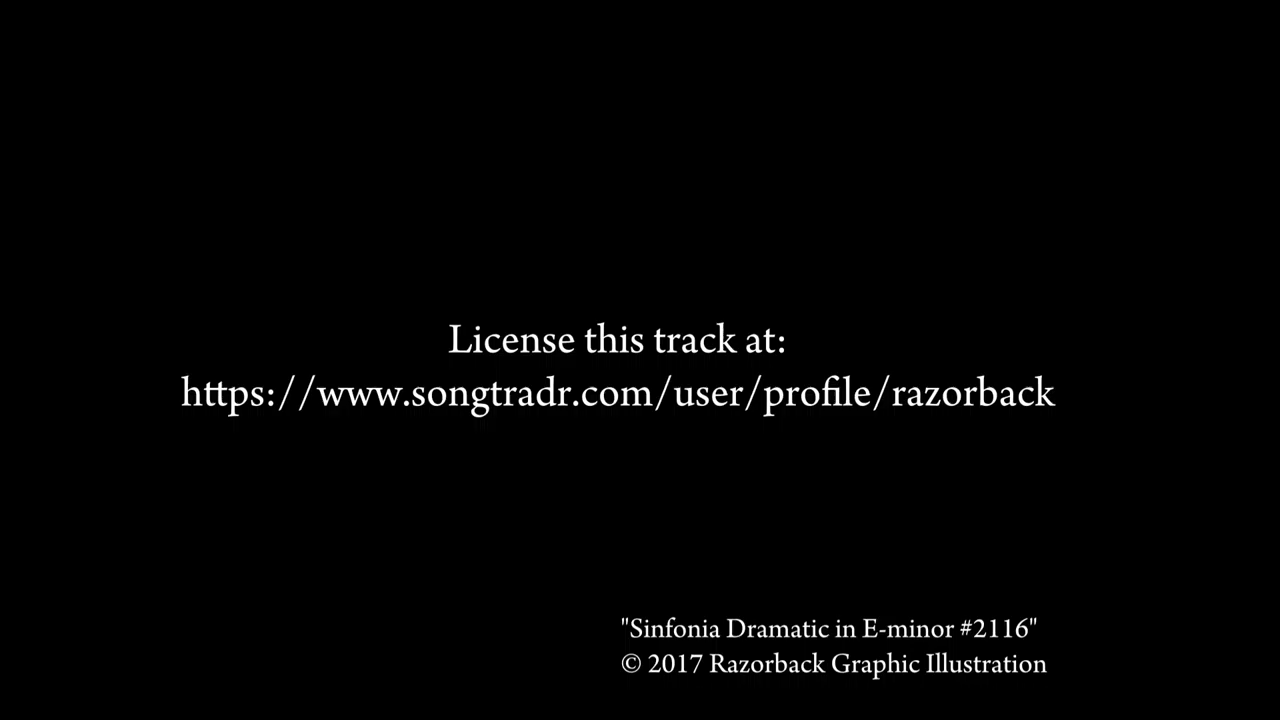 License this track at:
https://www.songtradr.com/user/profile/razorback
"Sinfonia Dramatic in E-minor #2116"
© 2017 Razorback Graphic Illustration